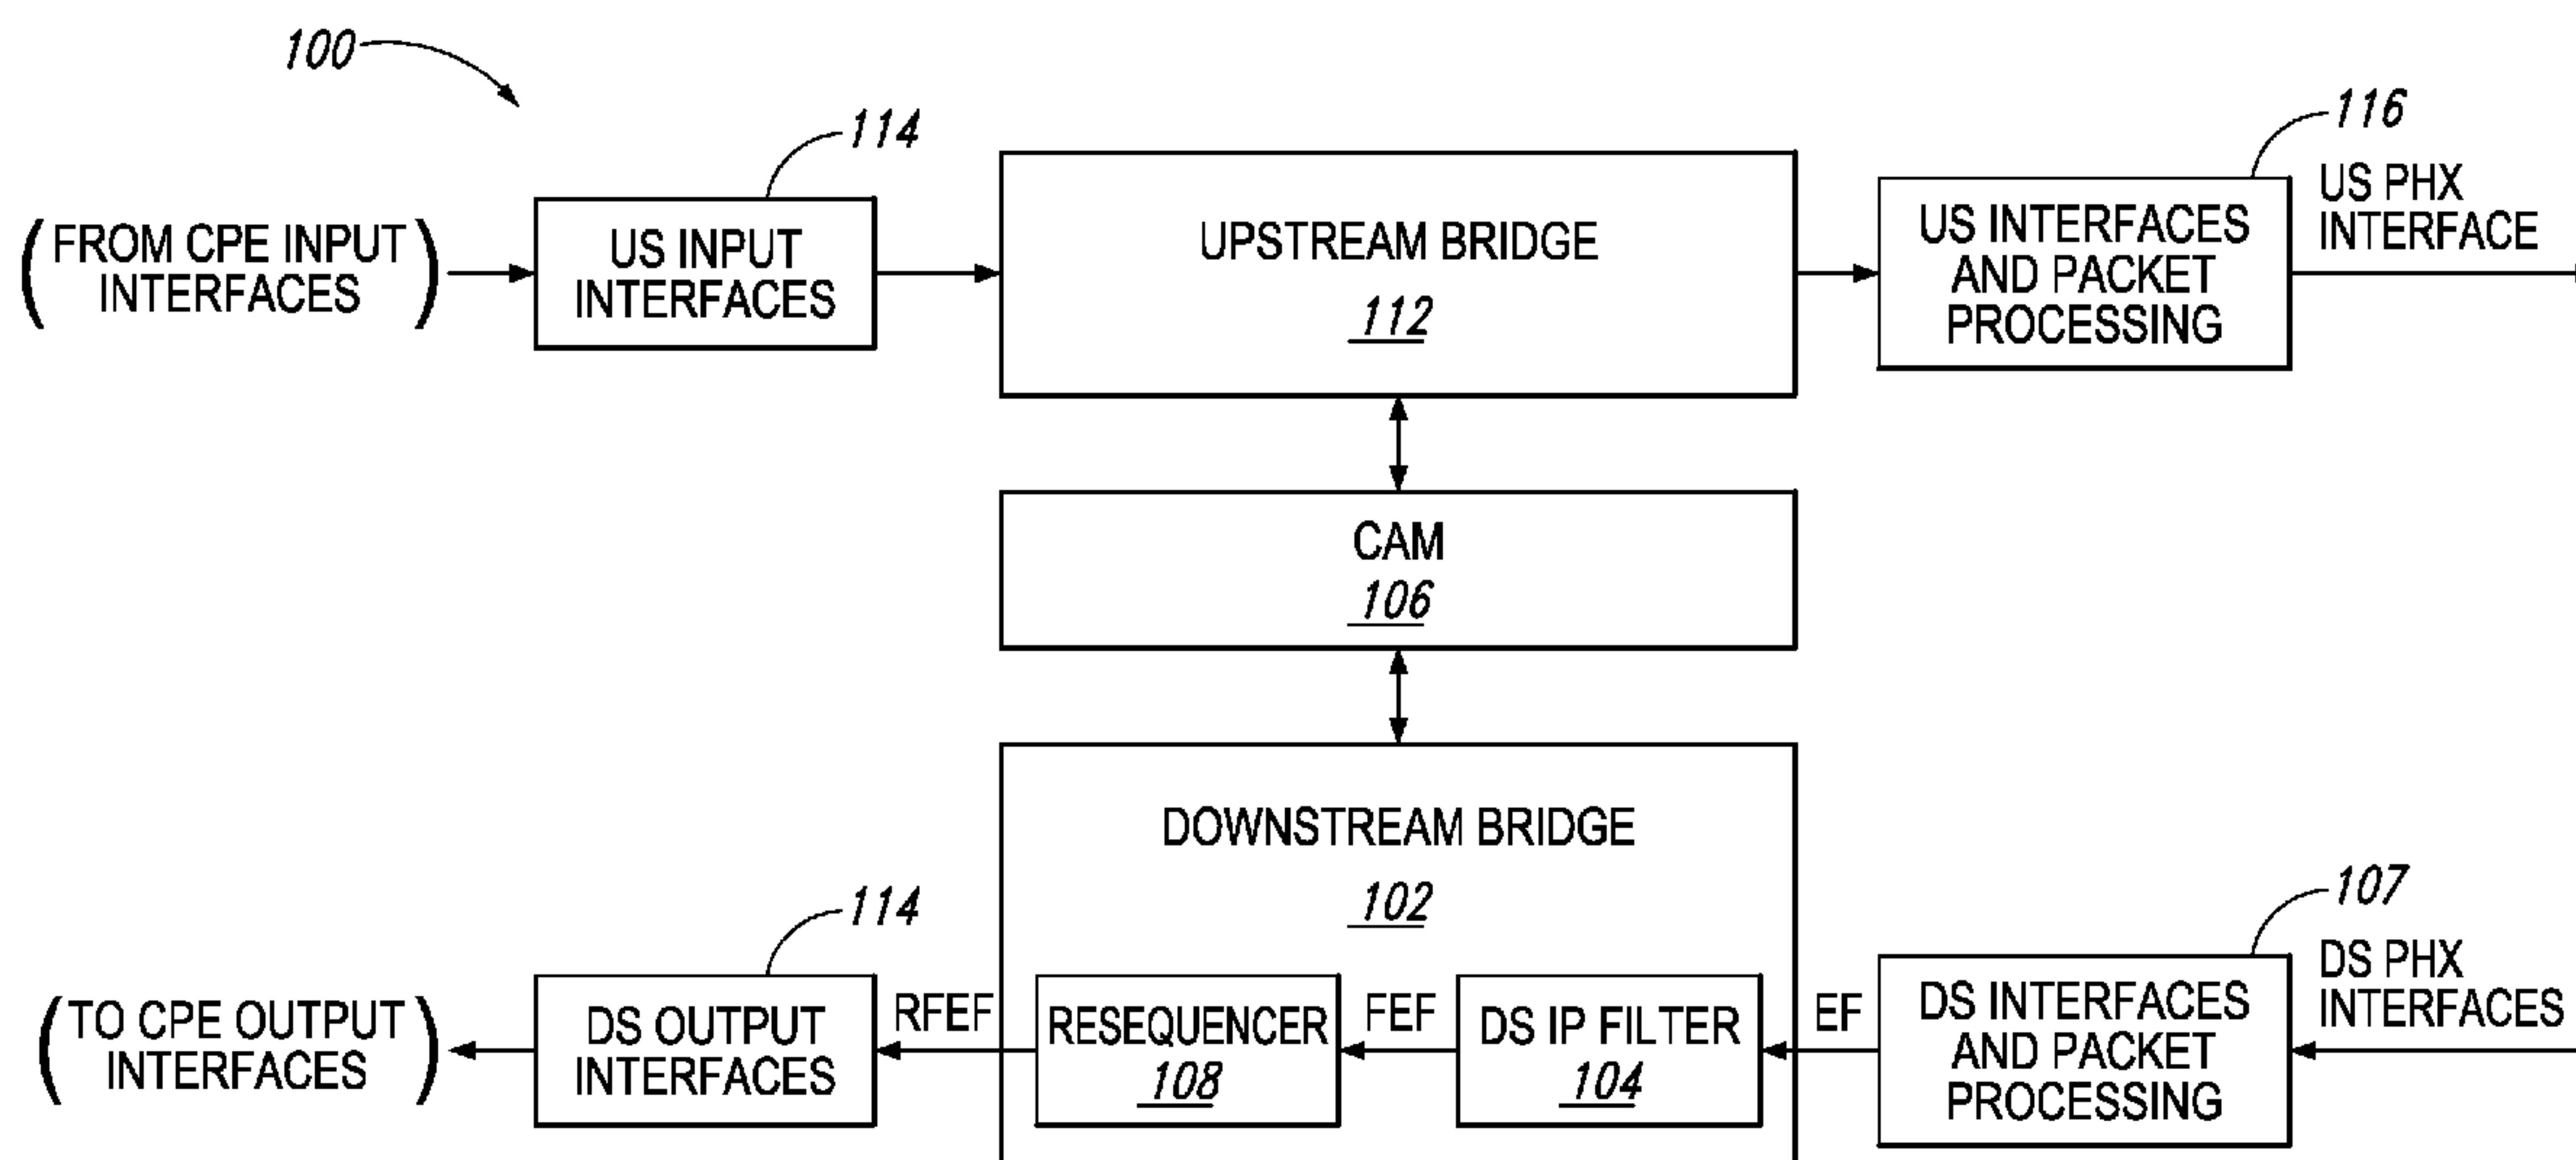 100
114
116
(FROM CPE INPUT
INTERFACES)
US INPUT
INTERFACES
UPSTREAM BRIDGE
112
US INTERFACES
AND PACKET
PROCESSING
US PHX
INTERFACE
CAM
106
DOWNSTREAM BRIDGE
102
114
107
(TO CPE OUTPUT
INTERFACES)
DS OUTPUT
INTERFACES
RFEF
RESEQUENCER
108
FEF
DS IP FILTER
104
EF
DS INTERFACES
AND PACKET
PROCESSING
DS PHX
INTERFACES